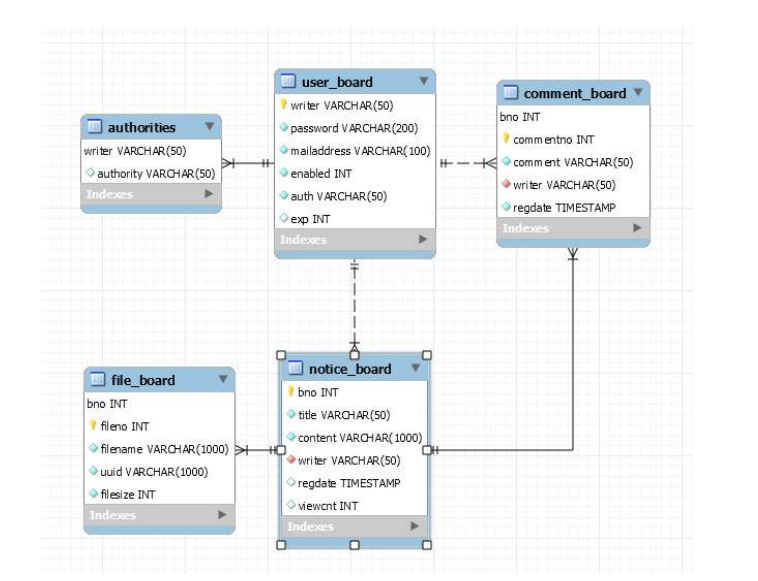 user_board
writer VARCHAR(50)
password VARCHAR(200)
mailaddress VARCHAR(100)
enabled INT
auth VARCHAR(50)
exp INT
Indexes
comment_board
bno INT
commentno INT
comment VARCHAR(50)
writer VARCHAR(50)
regdate TIMESTAMP
Indexes
authorities
writer VARCHAR(50)
authority VARCHAR(50)
Indexes
file_board
bno INT
fileno INT
filename VARCHAR(1000)
uuid VARCHAR(1000)
filesize INT
Indexes
notice_board
bno INT
title VARCHAR(50)
content VARCHAR(1000)
writer VARCHAR(50)
regdate TIMESTAMP
viewcnt INT
Indexes